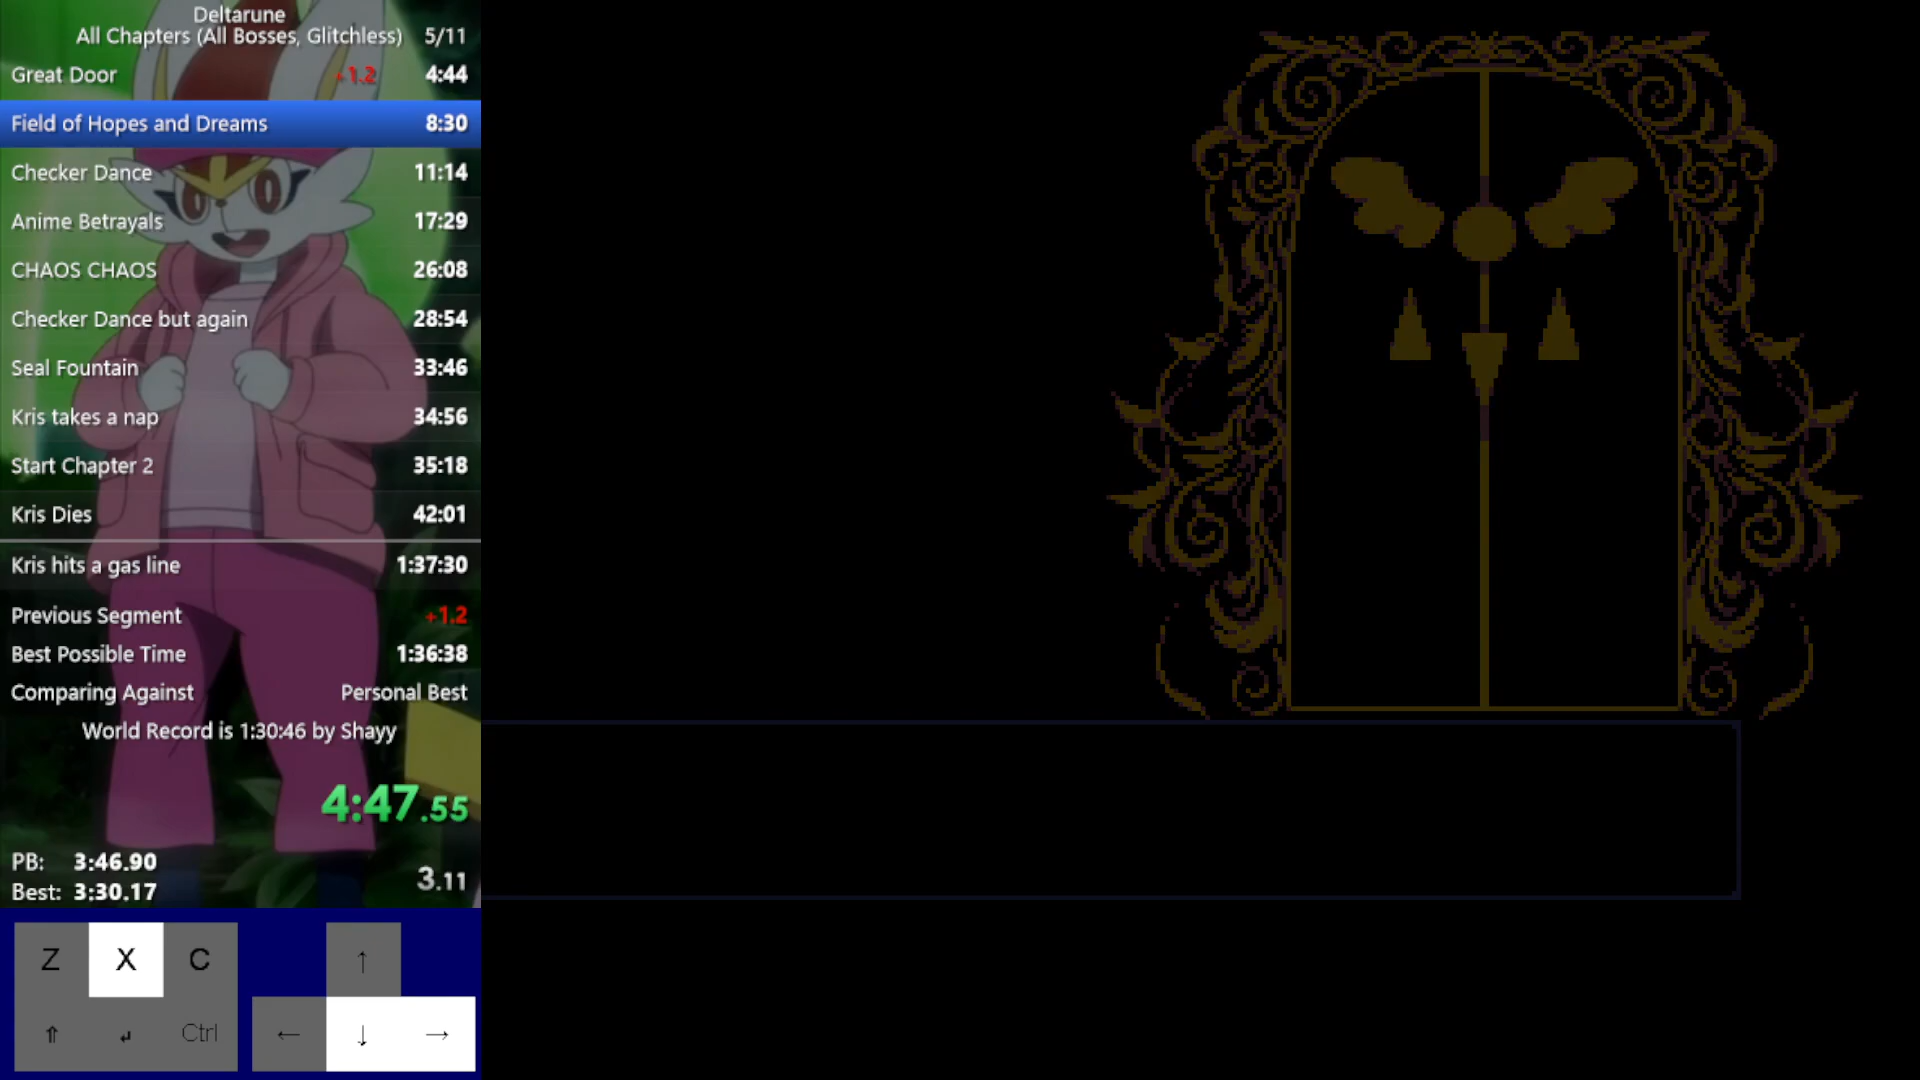 Deltarune
All Chapters (All Bosses, Glitchless) 5/11
Great Door +1.2 4:44
Field of Hopes and Dreams 8:30
Checker Dance 11:14
Anime Betrayals 17:29
CHAOS CHAOS 26:08
Checker Dance but again 28:54
Seal Fountain 33:46
Kris takes a nap 34:56
Start Chapter 2 35:18
Kris Dies 42:01
Kris hits a gas line 1:37:30
Previous Segment +1.2
Best Possible Time 1:36:38
Comparing Against Personal Best
World Record is 1:30:46 by Shayy
4:47.55
PB: 3:46.90
3.11
Best: 3:30.17
Z X C ↑
⇑ ↵ Ctrl ← ↓ →